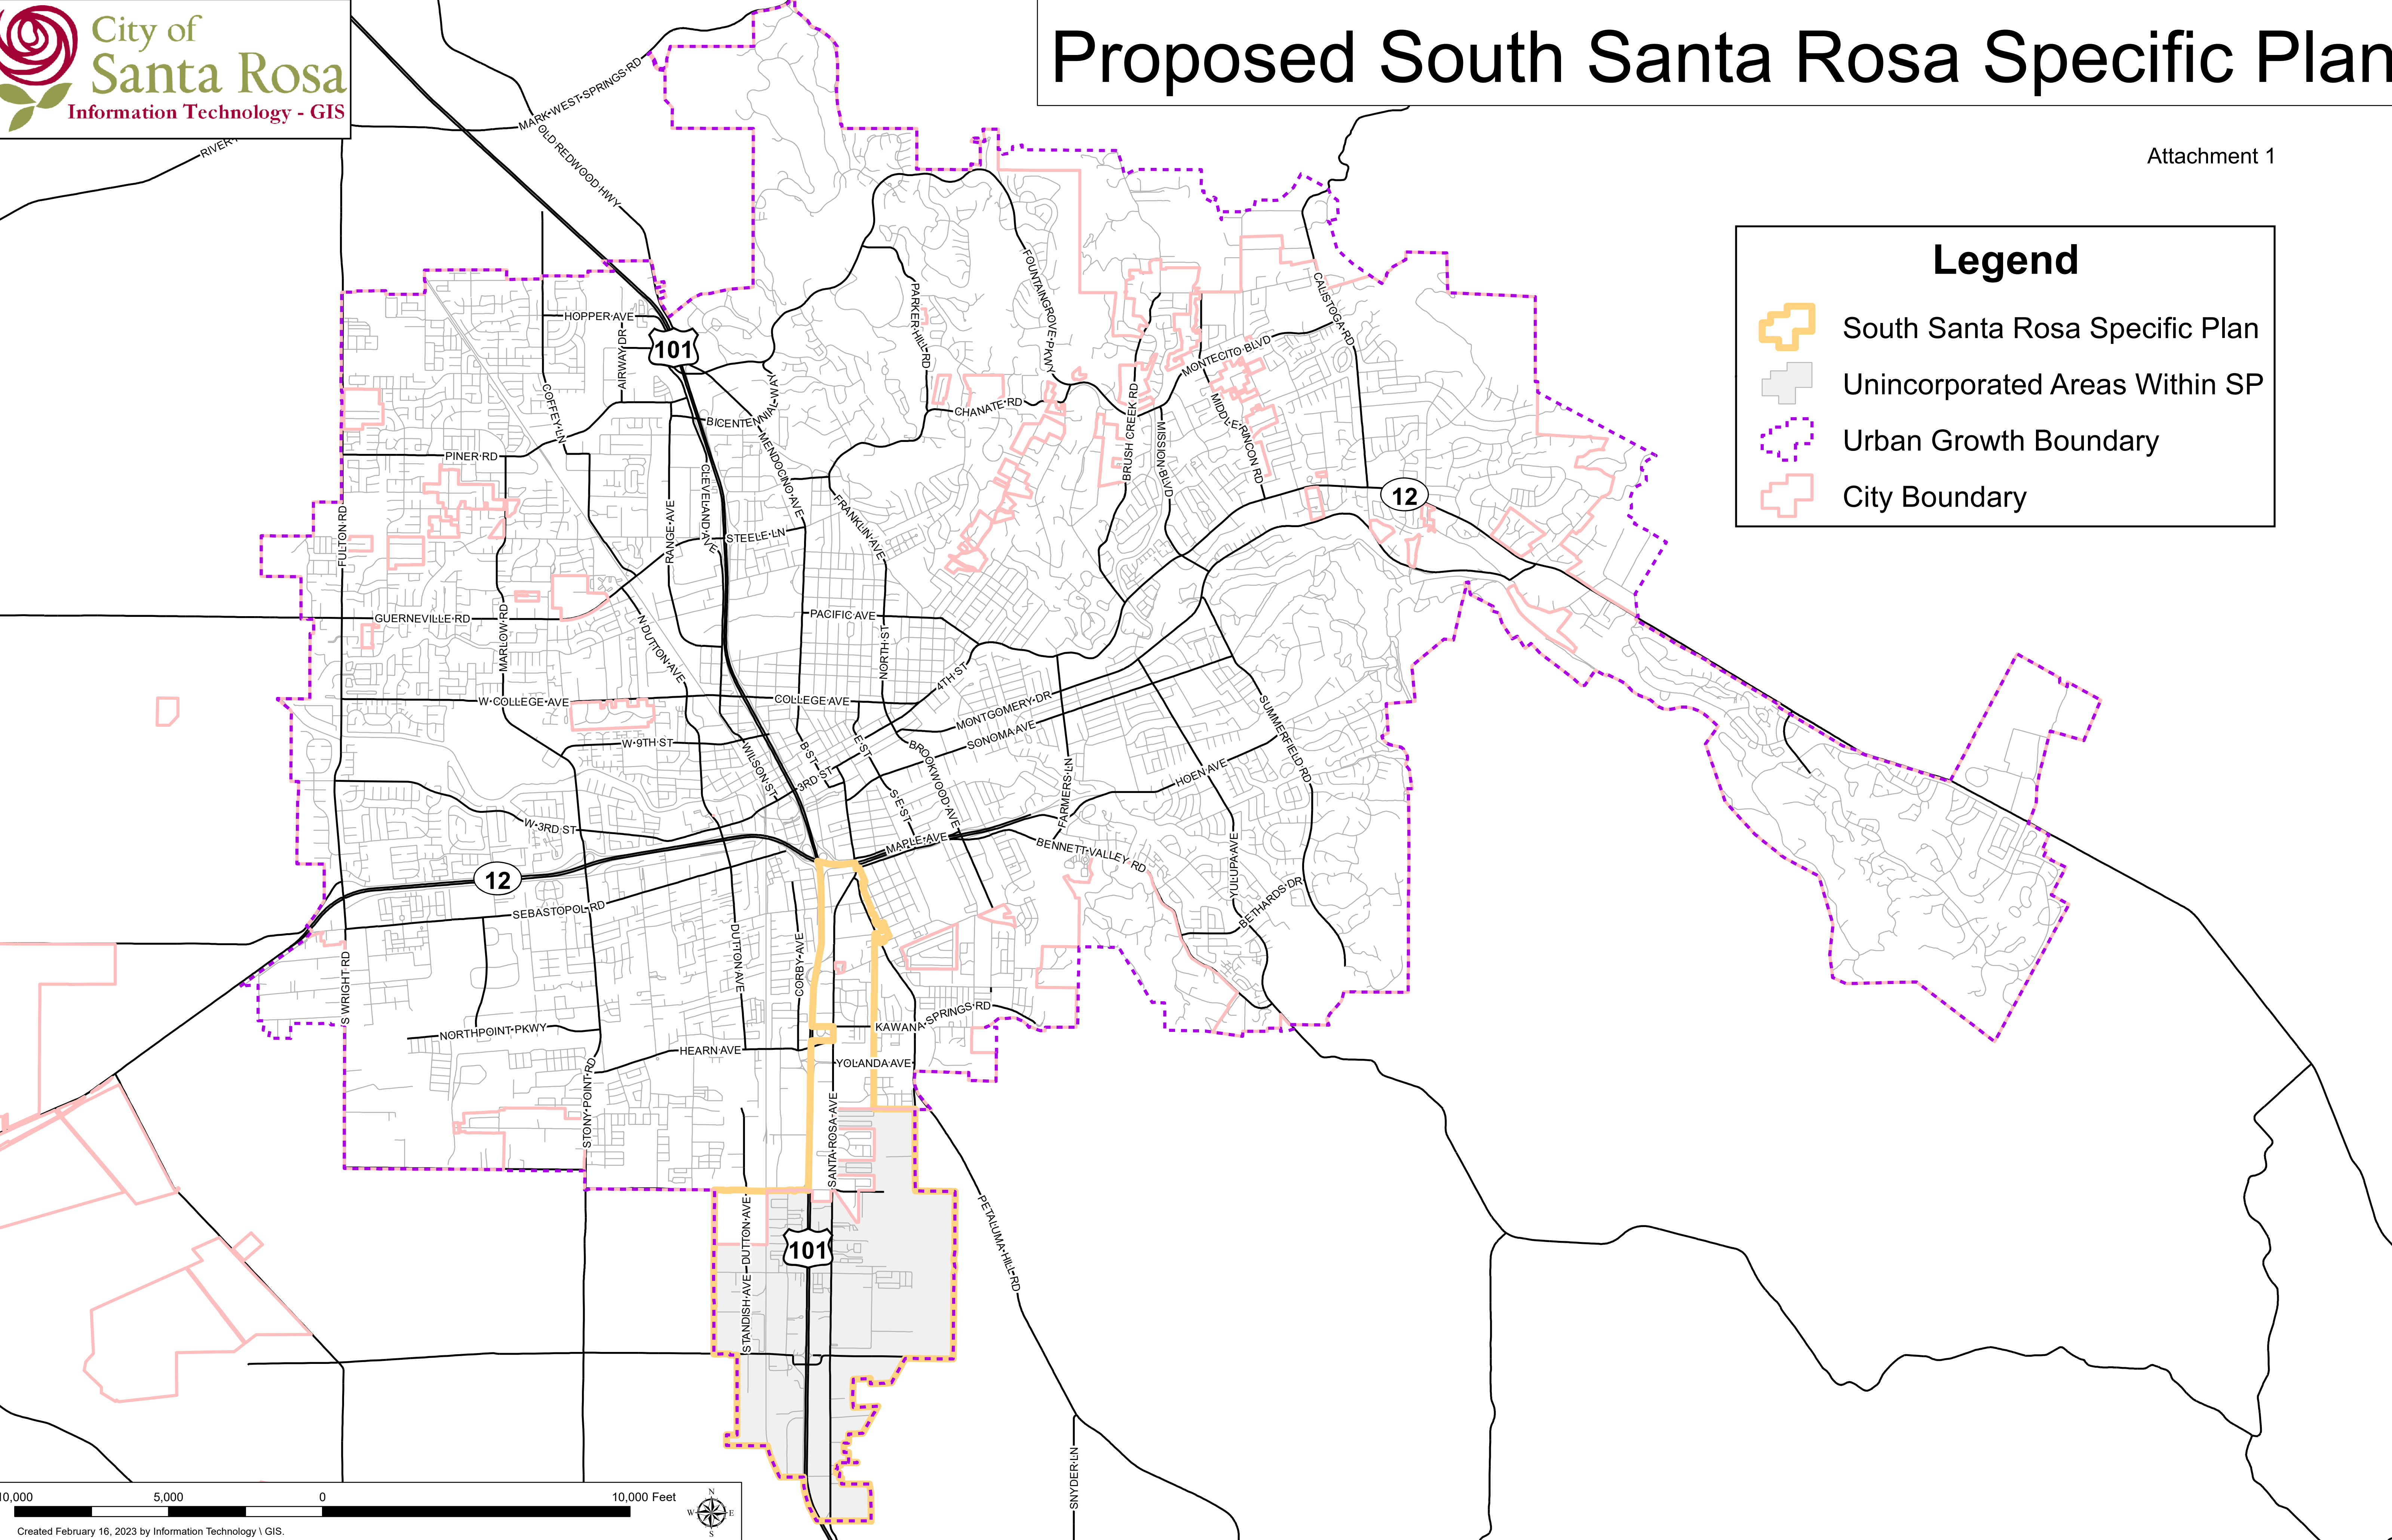 City of
Santa Rosa
Information Technology - GIS
Proposed South Santa Rosa Specific Plan
Attachment 1
Legend
South Santa Rosa Specific Plan
Unincorporated Areas Within SP
Urban Growth Boundary
City Boundary
MARK WEST SPRINGS RD
OLD REDWOOD HWY
RIVER
HOPPER AVE
AIRWAY DR
101
COFFEY LN
PARKER HILL RD
FOUNTAINGROVE PKWY
CALISTOGA RD
MONTECITO BLVD
BICENTENNIAL WAY
MENDOCINO AVE
CHANATE RD
BRUSH CREEK RD
MISSION BLVD
MIDDLE RINCON RD
PINER RD
CLEVELAND AVE
RANGE AVE
FRANKLIN AVE
12
FULTON RD
STEELE LN
GUERNEVILLE RD
MARLOW RD
N DUTTON AVE
PACIFIC AVE
NORTH ST
4TH ST
W COLLEGE AVE
COLLEGE AVE
MONTGOMERY DR
SONOMA AVE
SUMMERFIELD RD
W 9TH ST
WILSON ST
B ST
E ST
BROOKWOOD AVE
3RD ST
HOEN AVE
FARMERS LN
S E ST
W 3RD ST
MAPLE AVE
BENNETT VALLEY RD
YULUPA AVE
BETHARDS DR
12
SEBASTOPOL RD
DUTTON AVE
CORBY AVE
S WRIGHT RD
NORTHPOINT PKWY
KAWANA SPRINGS RD
HEARN AVE
YOLANDA AVE
STONY POINT RD
SANTA ROSA AVE
DUTTON AVE
STANDISH AVE
101
PETALUMA HILL RD
SNYDER LN
10,000
5,000
0
10,000 Feet
N
W
E
S
Created February 16, 2023 by Information Technology \ GIS.